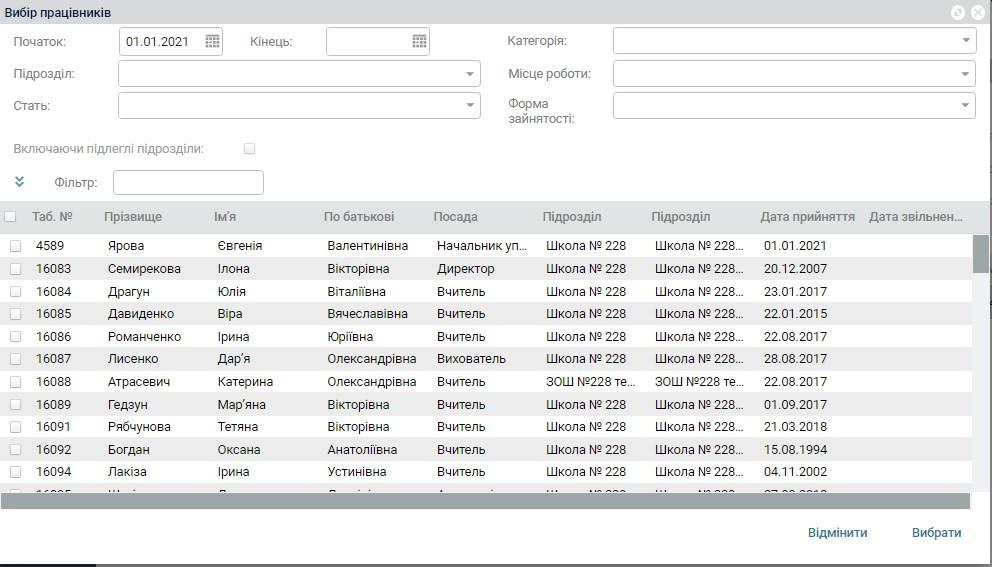 Вибір працівників
Початок: 01.01.2021 Кінець: Категорія:
Підрозділ: Місце роботи:
Стать: Форма зайнятості:
Включаючи підлеглі підрозділи:
Фільтр:
Таб. № Прізвище Ім'я По батькові Посада Підрозділ Підрозділ Дата прийняття Дата звільнен...
4589 Ярова Євгенія Валентинівна Начальник уп... Школа № 228 Школа № 228... 01.01.2021
16083 Семирекова Ілона Вікторівна Директор Школа № 228 Школа № 228... 20.12.2007
16084 Драгун Юлія Віталіївна Вчитель Школа № 228 Школа № 228... 23.01.2017
16085 Давиденко Віра Вячеславівна Вчитель Школа № 228 Школа № 228... 22.01.2015
16086 Романченко Ірина Юріївна Вчитель Школа № 228 Школа № 228... 22.08.2017
16087 Лисенко Дар’я Олександрівна Вихователь Школа № 228 Школа № 228... 28.08.2017
16088 Атрасевич Катерина Олександрівна Вчитель ЗОШ №228 те... ЗОШ №228 те... 22.08.2017
16089 Гедзун Мар’яна Вікторівна Вчитель Школа № 228 Школа № 228... 01.09.2017
16091 Рябчунова Тетяна Вікторівна Вчитель Школа № 228 Школа № 228... 21.03.2018
16092 Богдан Оксана Анатоліївна Вчитель Школа № 228 Школа № 228... 15.08.1994
16094 Лакіза Ірина Устинівна Вчитель Школа № 228 Школа № 228... 04.11.2002
Відмінити Вибрати